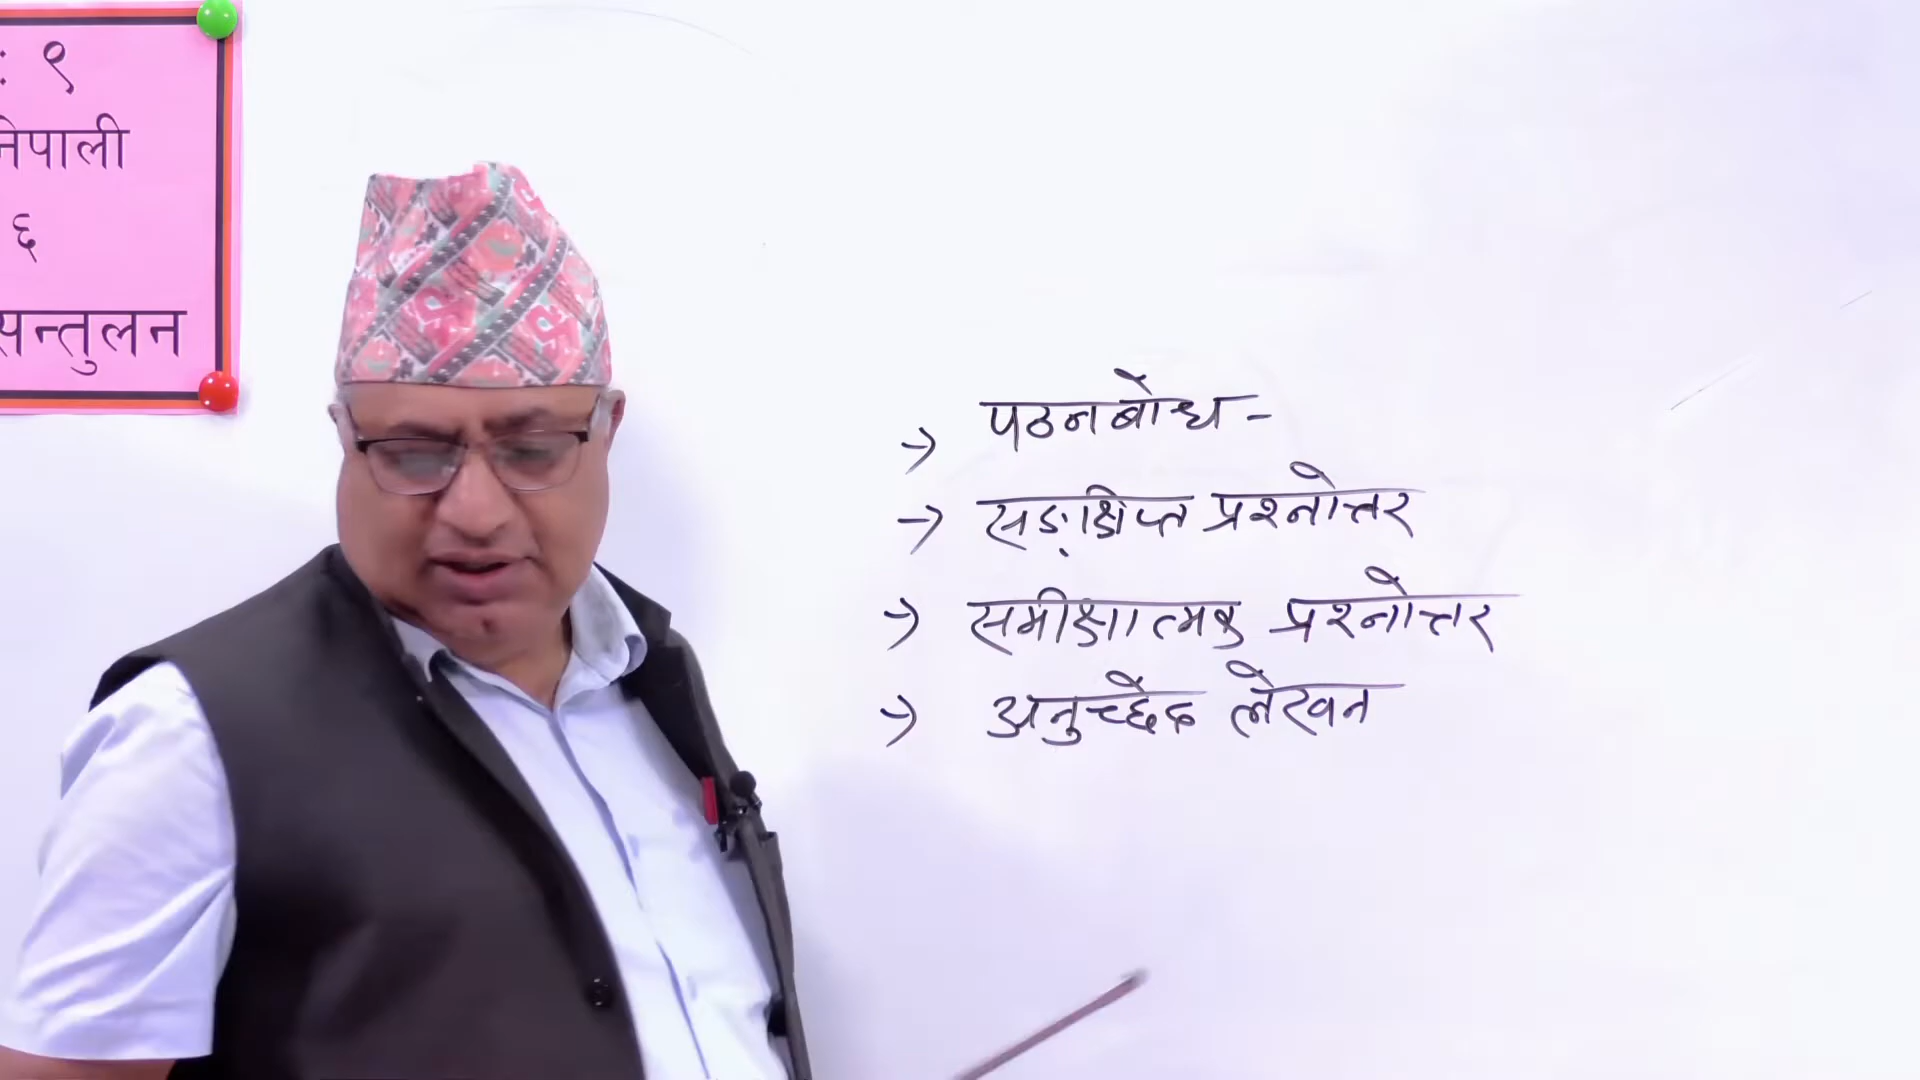 : ९
नेपाली
६
सन्तुलन
→ पठनबोध -
→ सङ्क्षिप्त प्रश्नोत्तर
→ समीक्षात्मक प्रश्नोत्तर
→ अनुच्छेद लेखन